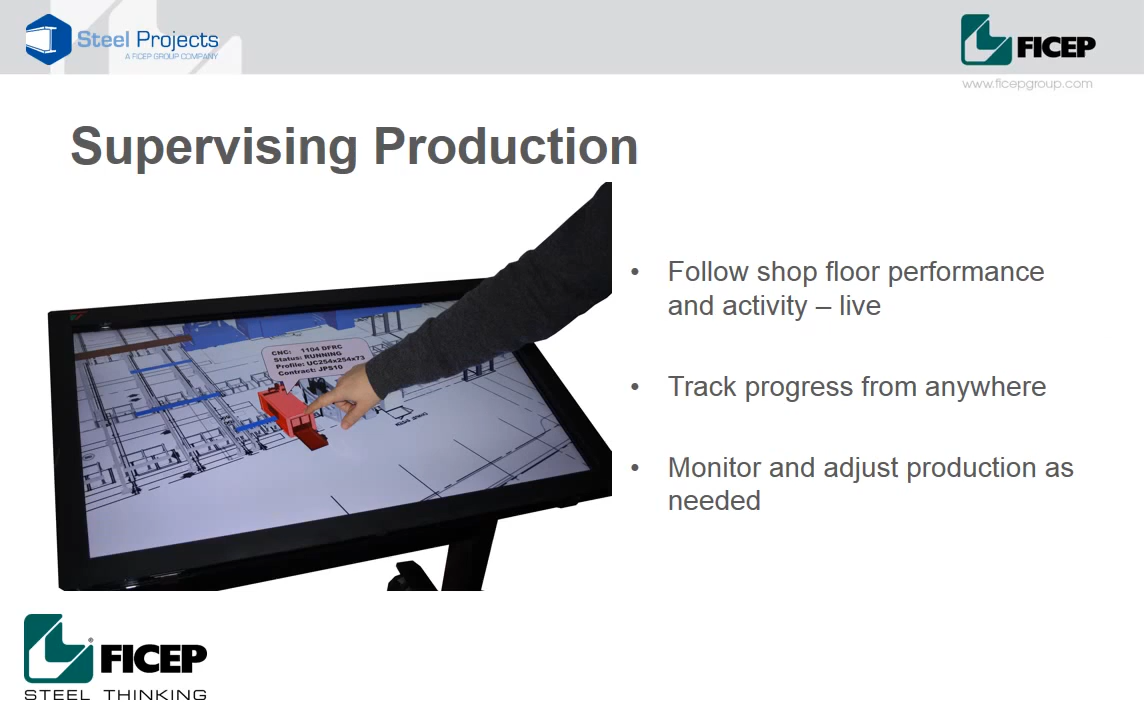 Steel Projects
A FICEP GROUP COMPANY
FICEP
www.ficepgroup.com
Supervising Production
CNC: 1104 DFRC
Status: RUNNING
Profile: UC254x254x73
Contract: JPS10
• Follow shop floor performance
and activity – live
• Track progress from anywhere
• Monitor and adjust production as
needed
®
FICEP
STEEL THINKING